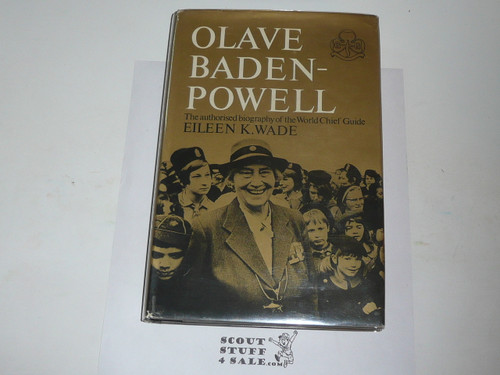 OLAVE
BADEN-
POWELL
The authorised biography of the World Chief Guide
EILEEN K. WADE
SCOUT
STUFF
4 SALE.COM